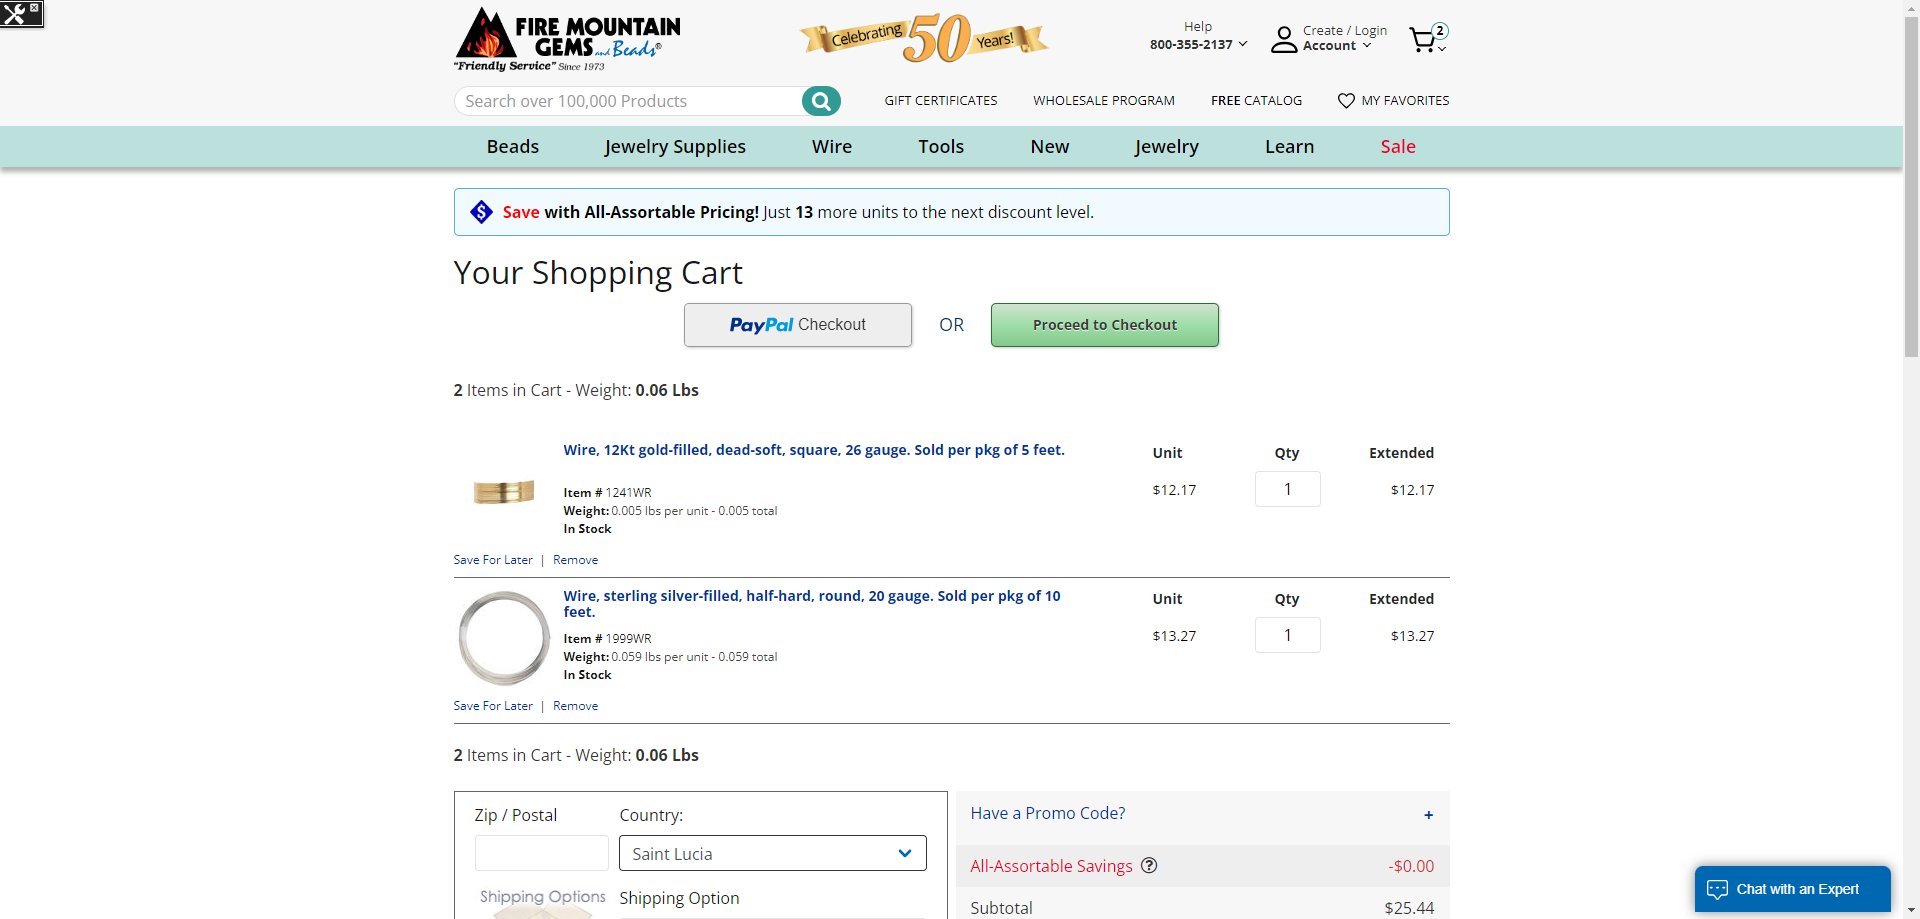 FIRE MOUNTAIN
GEMS and Beads®
"Friendly Service" Since 1973
Celebrating 50 Years!
Help
800-355-2137
Create / Login
Account
2
Search over 100,000 Products
GIFT CERTIFICATES
WHOLESALE PROGRAM
FREE CATALOG
MY FAVORITES
Beads
Jewelry Supplies
Wire
Tools
New
Jewelry
Learn
Sale
$ Save with All-Assortable Pricing! Just 13 more units to the next discount level.
Your Shopping Cart
PayPal Checkout
OR
Proceed to Checkout
2 Items in Cart - Weight: 0.06 Lbs
Wire, 12Kt gold-filled, dead-soft, square, 26 gauge. Sold per pkg of 5 feet.
Unit
Qty
Extended
Item # 1241WR
$12.17
1
$12.17
Weight: 0.005 lbs per unit - 0.005 total
In Stock
Save For Later | Remove
Wire, sterling silver-filled, half-hard, round, 20 gauge. Sold per pkg of 10
feet.
Unit
Qty
Extended
Item # 1999WR
$13.27
1
$13.27
Weight: 0.059 lbs per unit - 0.059 total
In Stock
Save For Later | Remove
2 Items in Cart - Weight: 0.06 Lbs
Zip / Postal
Country:
Saint Lucia
Shipping Options
Shipping Option
Have a Promo Code?
+
All-Assortable Savings ?
-$0.00
Subtotal
$25.44
Chat with an Expert